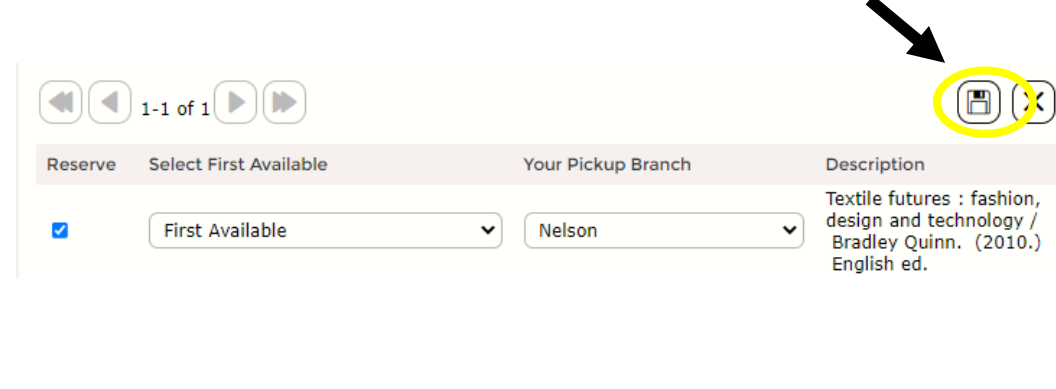 1-1 of 1
Reserve Select First Available Your Pickup Branch Description
First Available Nelson
Textile futures : fashion,
design and technology /
Bradley Quinn. (2010.)
English ed.